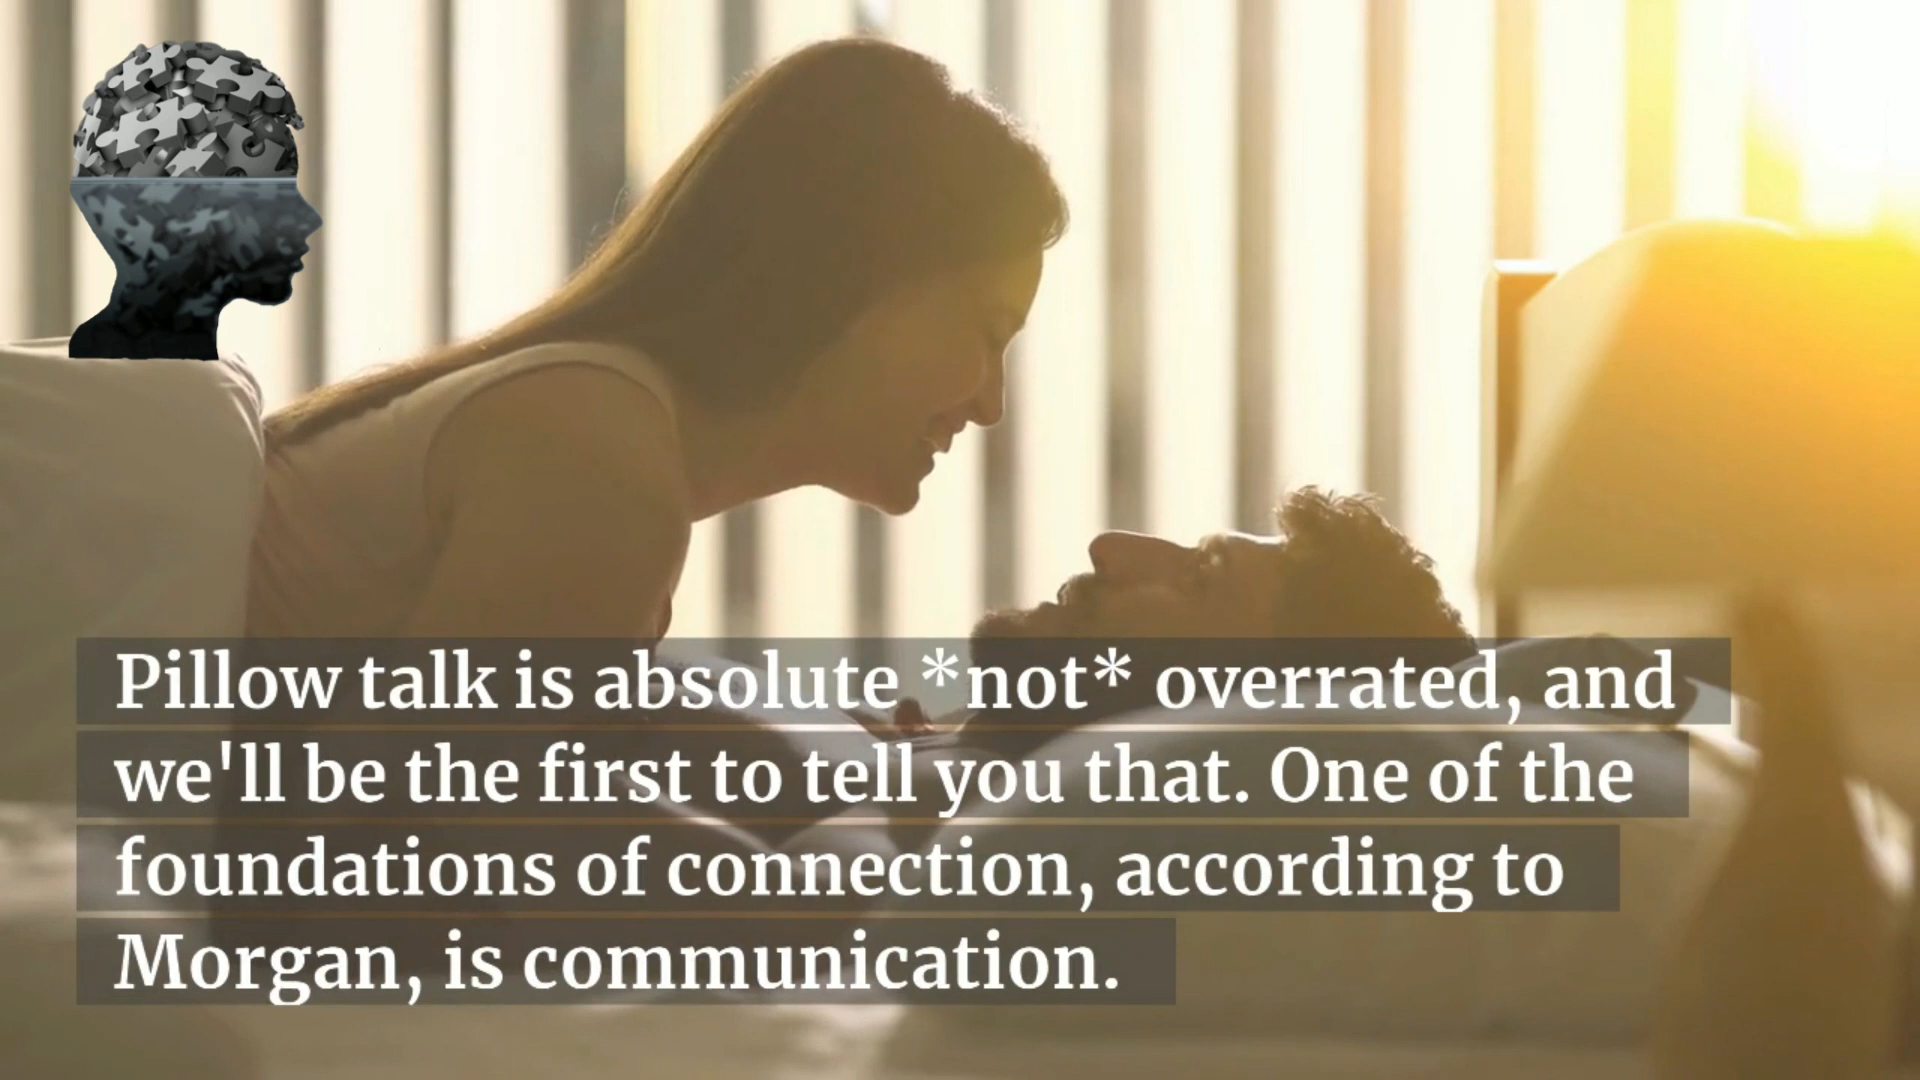 Pillow talk is absolute *not* overrated, and
we'll be the first to tell you that. One of the
foundations of connection, according to
Morgan, is communication.